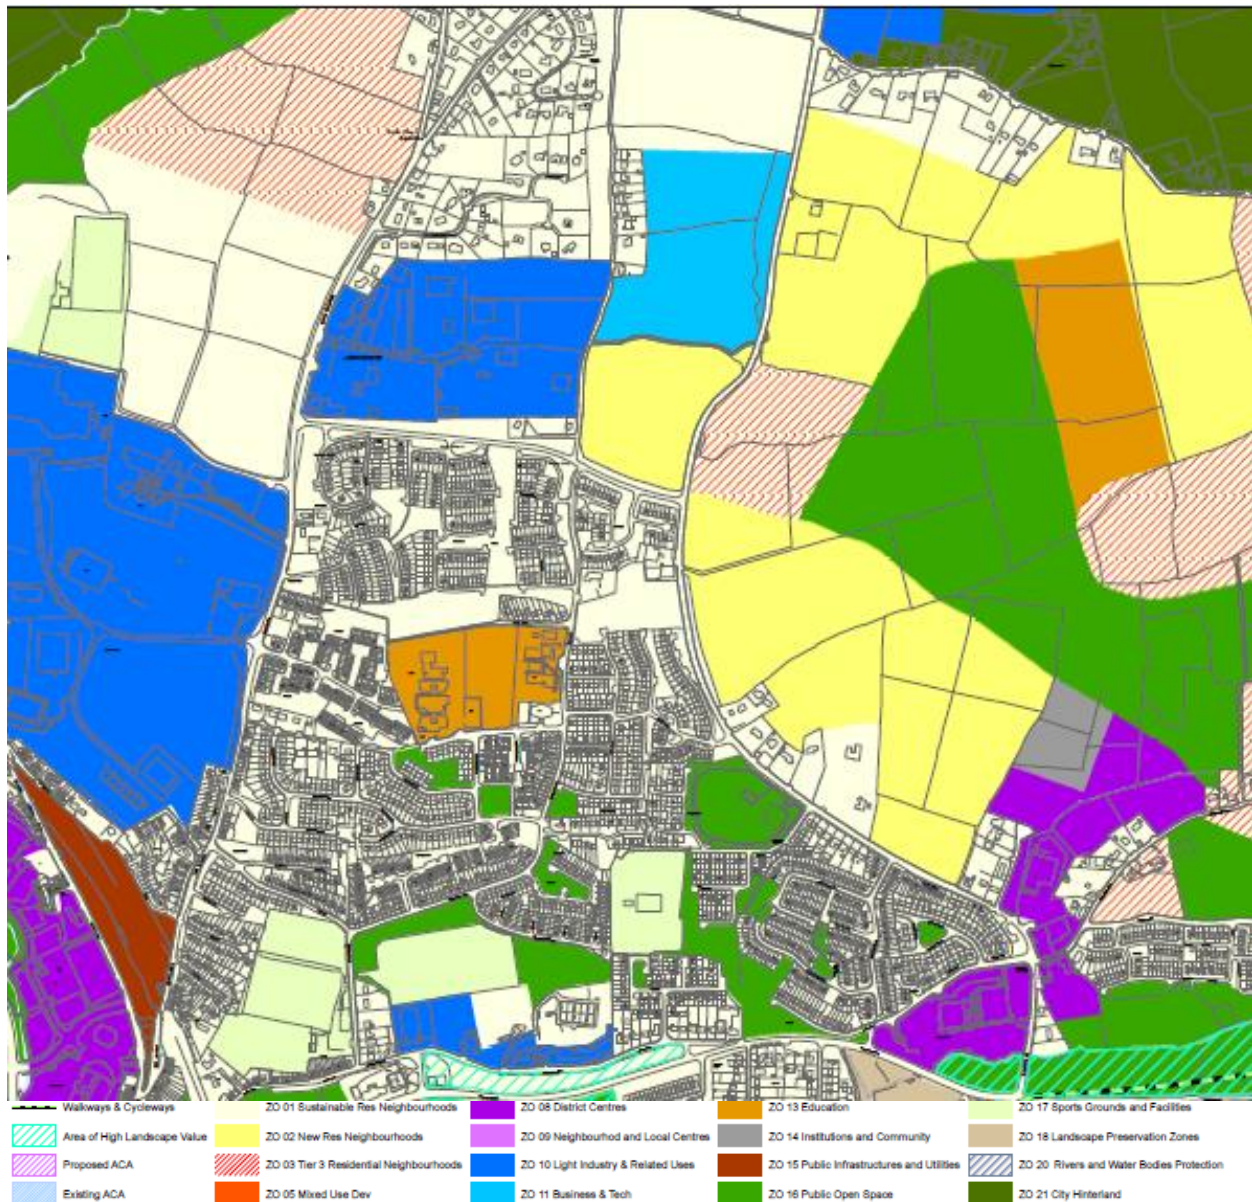 Walkways & Cycleways
ZO 01 Sustainable Res Neighbourhoods
ZO 08 District Centres
ZO 13 Education
ZO 17 Sports Grounds and Facilities
Area of High Landscape Value
ZO 02 New Res Neighbourhoods
ZO 09 Neighbourhod and Local Centres
ZO 14 Institutions and Community
ZO 18 Landscape Preservation Zones
Proposed ACA
ZO 03 Tier 3 Residential Neighbourhoods
ZO 10 Light Industry & Related Uses
ZO 15 Public Infrastructures and Utilities
ZO 20 Rivers and Water Bodies Protection
Existing ACA
ZO 05 Mixed Use Dev
ZO 11 Business & Tech
ZO 16 Public Open Space
ZO 21 City Hinterland